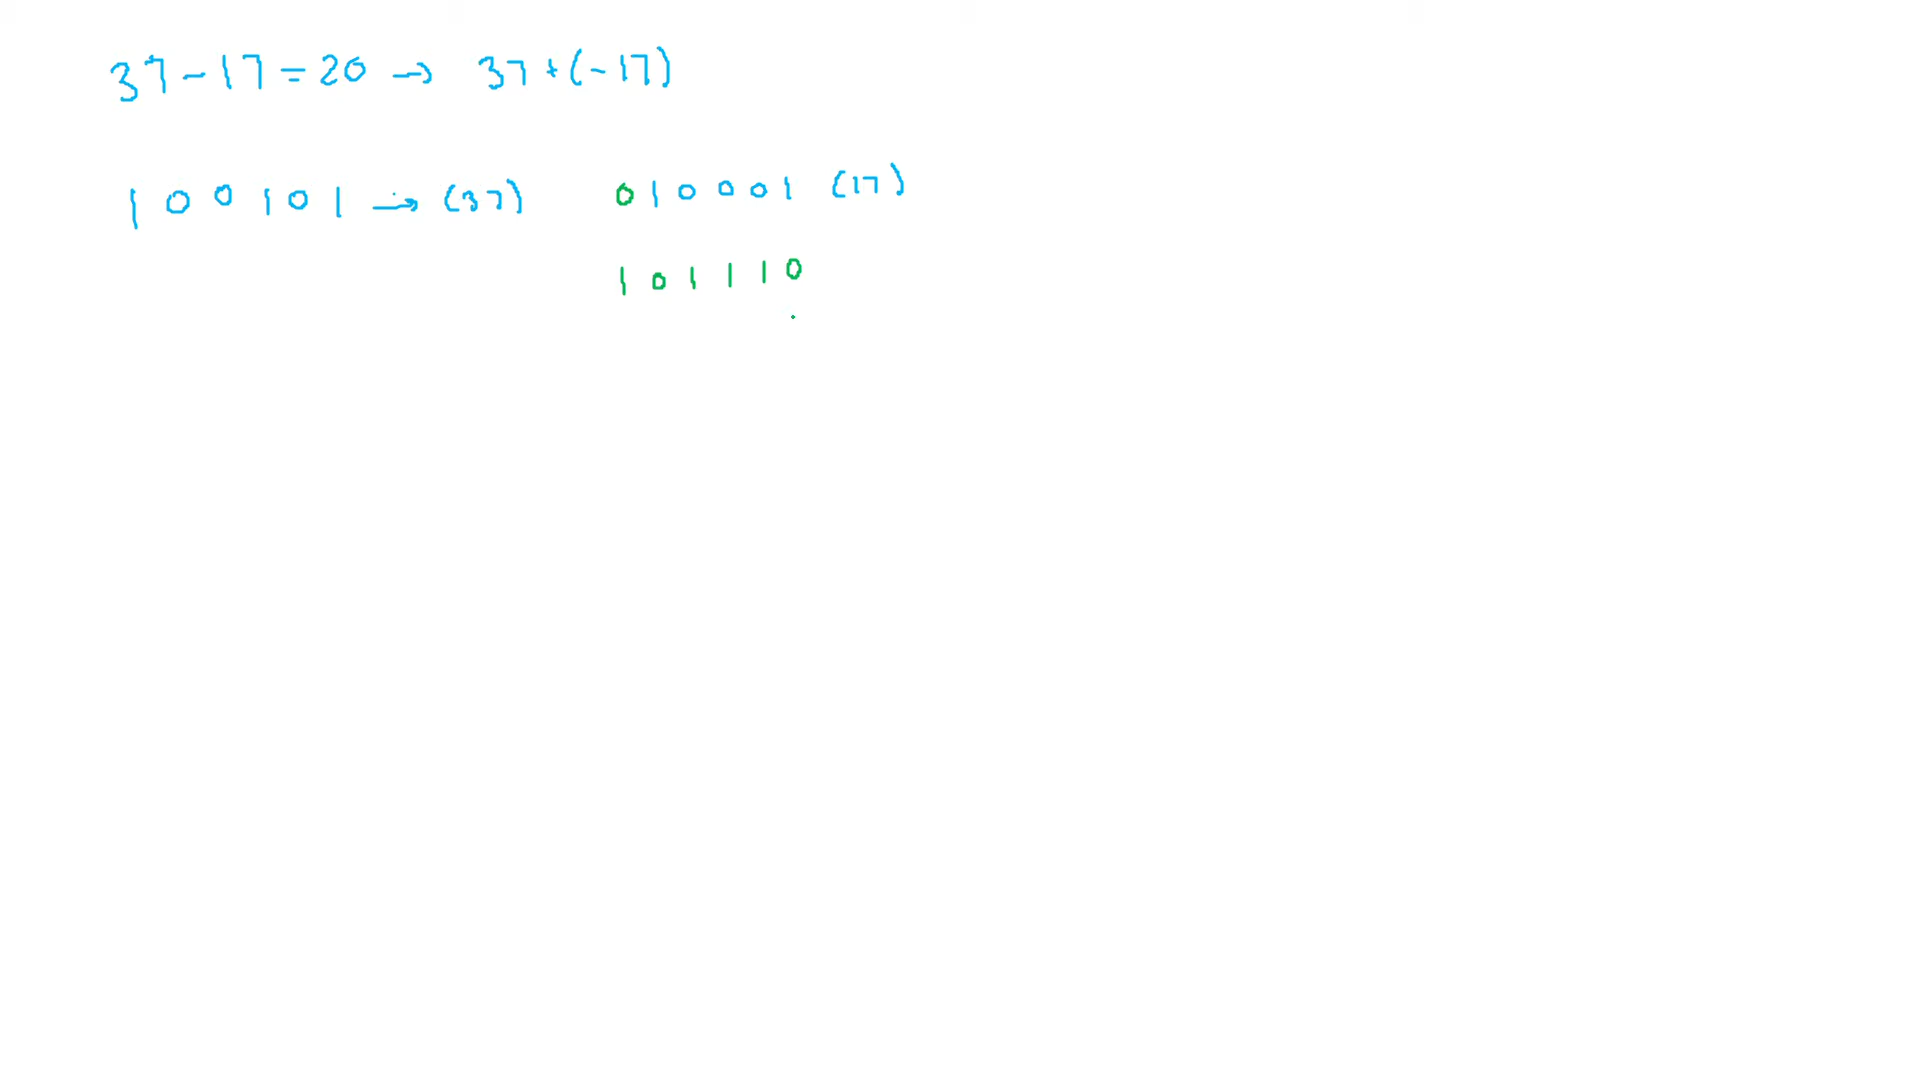 37-17=20 → 37+(-17)
100101 → (37) 010001 (17)
101110